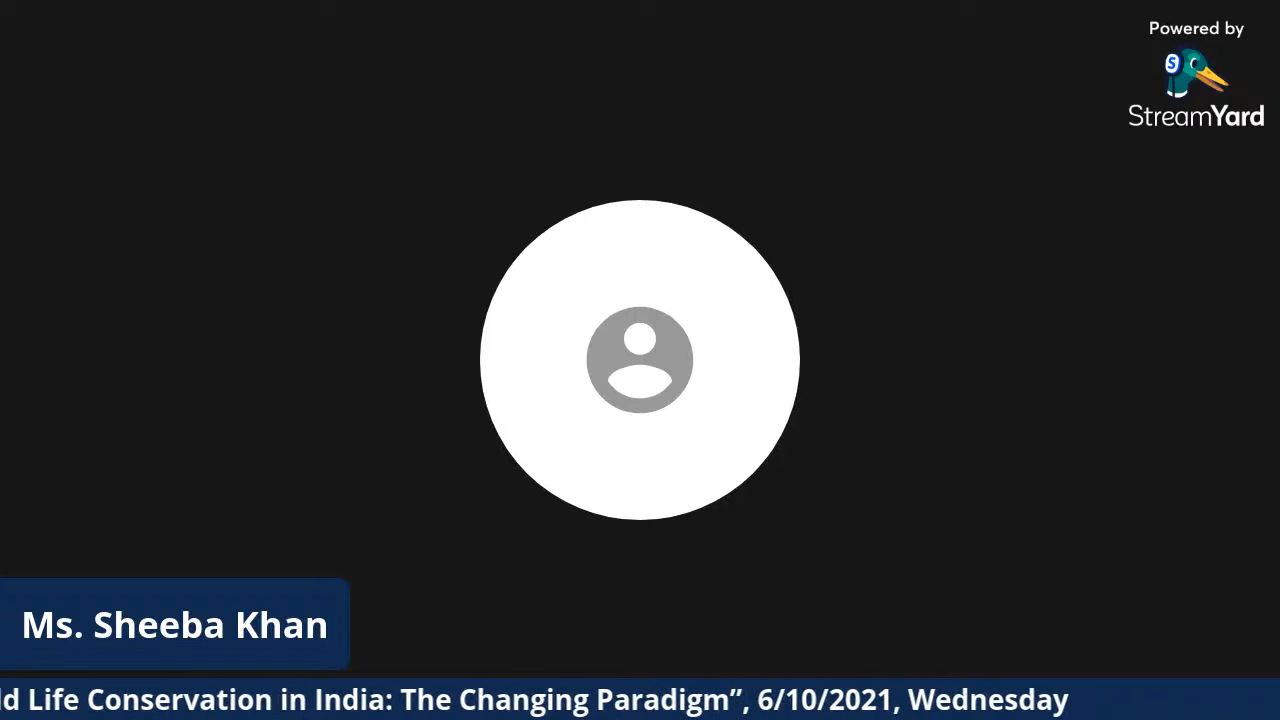 Powered by
S
StreamYard
Ms. Sheeba Khan
Life Conservation in India: The Changing Paradigm”, 6/10/2021, Wednesday